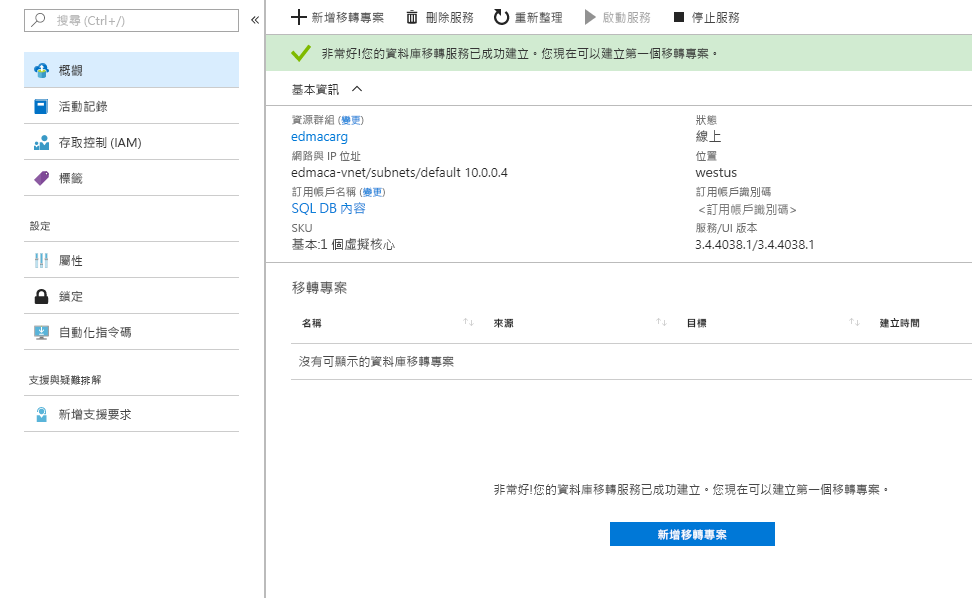 搜尋 (Ctrl+/)
«
概觀
活動記錄
存取控制 (IAM)
標籤
設定
屬性
鎖定
自動化指令碼
支援與疑難排解
新增支援要求
新增移轉專案 刪除服務 重新整理 啟動服務 停止服務
非常好!您的資料庫移轉服務已成功建立。您現在可以建立第一個移轉專案。
基本資訊
資源群組 (變更)
edmacarg
網路與 IP 位址
edmaca-vnet/subnets/default 10.0.0.4
訂用帳戶名稱 (變更)
SQL DB 內容
SKU
基本:1 個虛擬核心
狀態
線上
位置
westus
訂用帳戶識別碼
<訂用帳戶識別碼>
服務/UI 版本
3.4.4038.1/3.4.4038.1
移轉專案
名稱 ↑↓ 來源 ↑↓ 目標 ↑↓ 建立時間
沒有可顯示的資料庫移轉專案
非常好!您的資料庫移轉服務已成功建立。您現在可以建立第一個移轉專案。
新增移轉專案